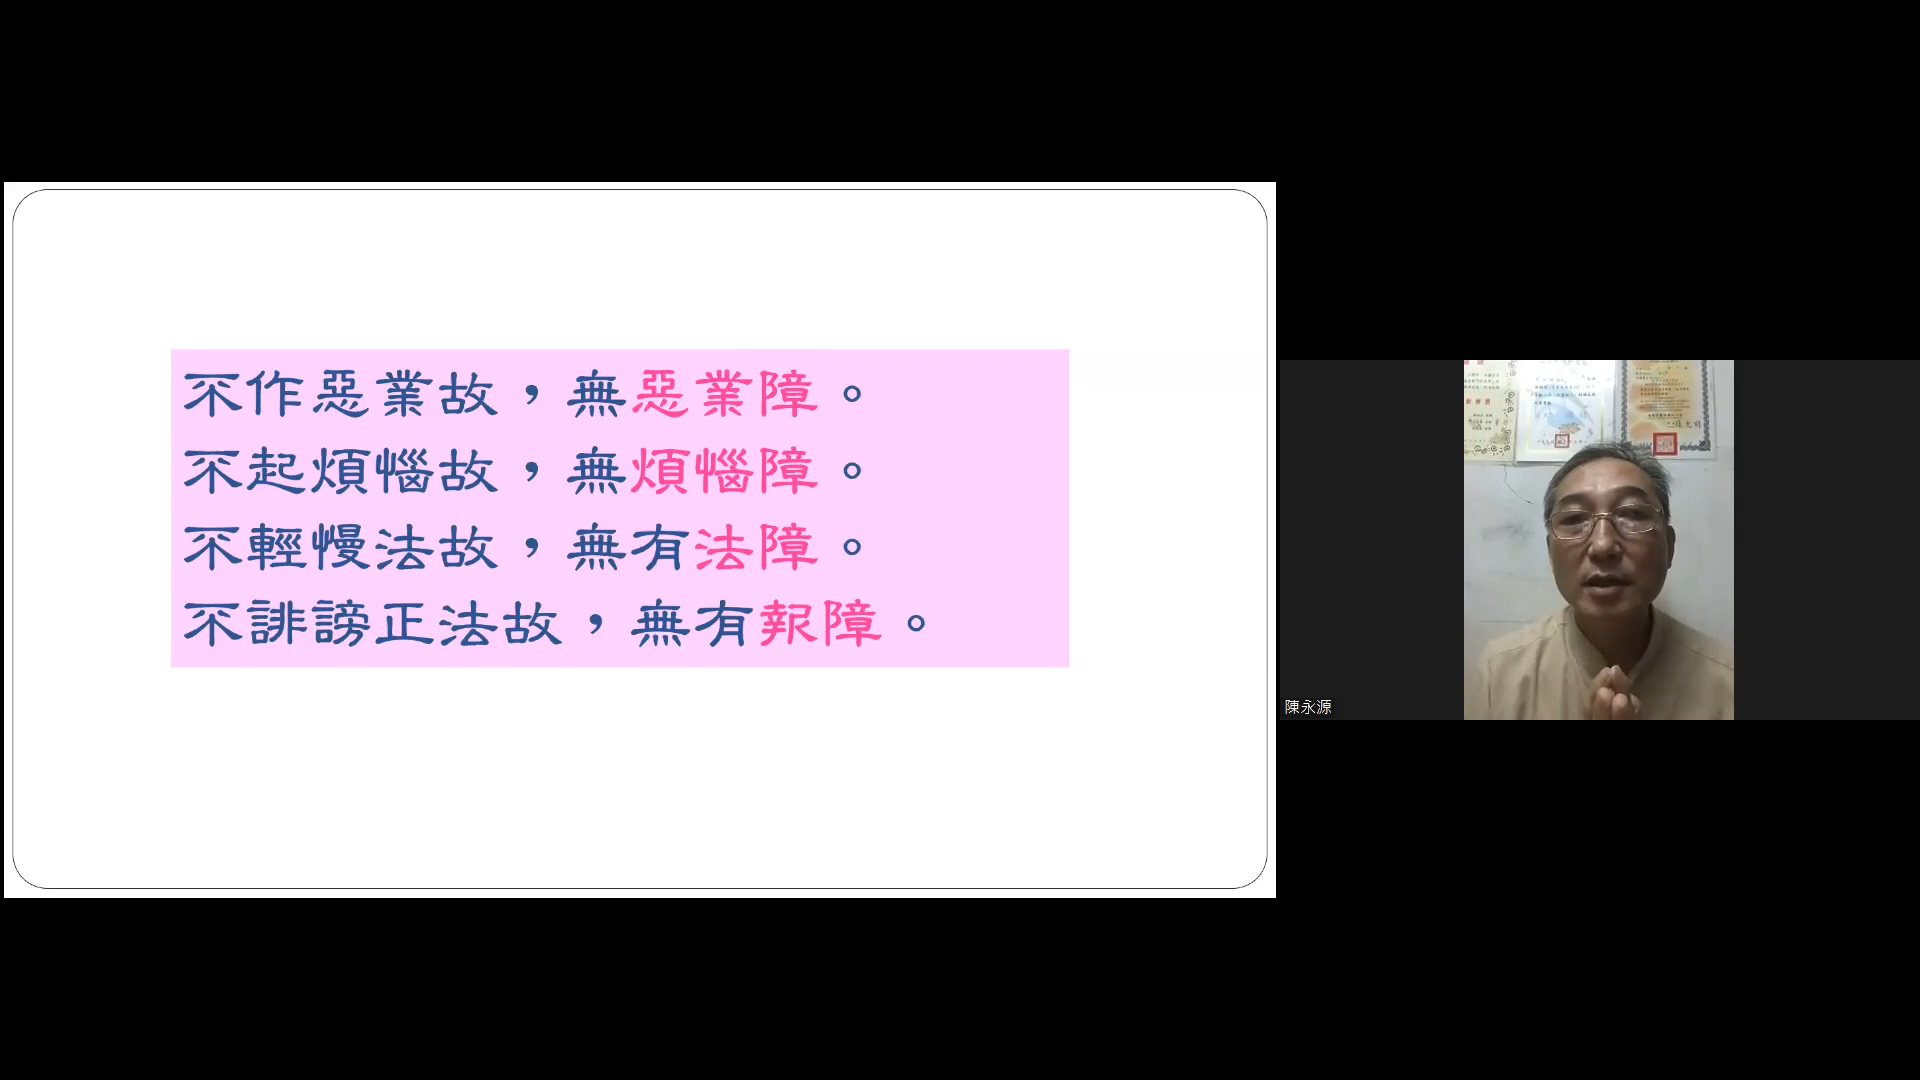 不作惡業故，無惡業障。
不起煩惱故，無煩惱障。
不輕慢法故，無有法障。
不誹謗正法故，無有報障。
陳永源